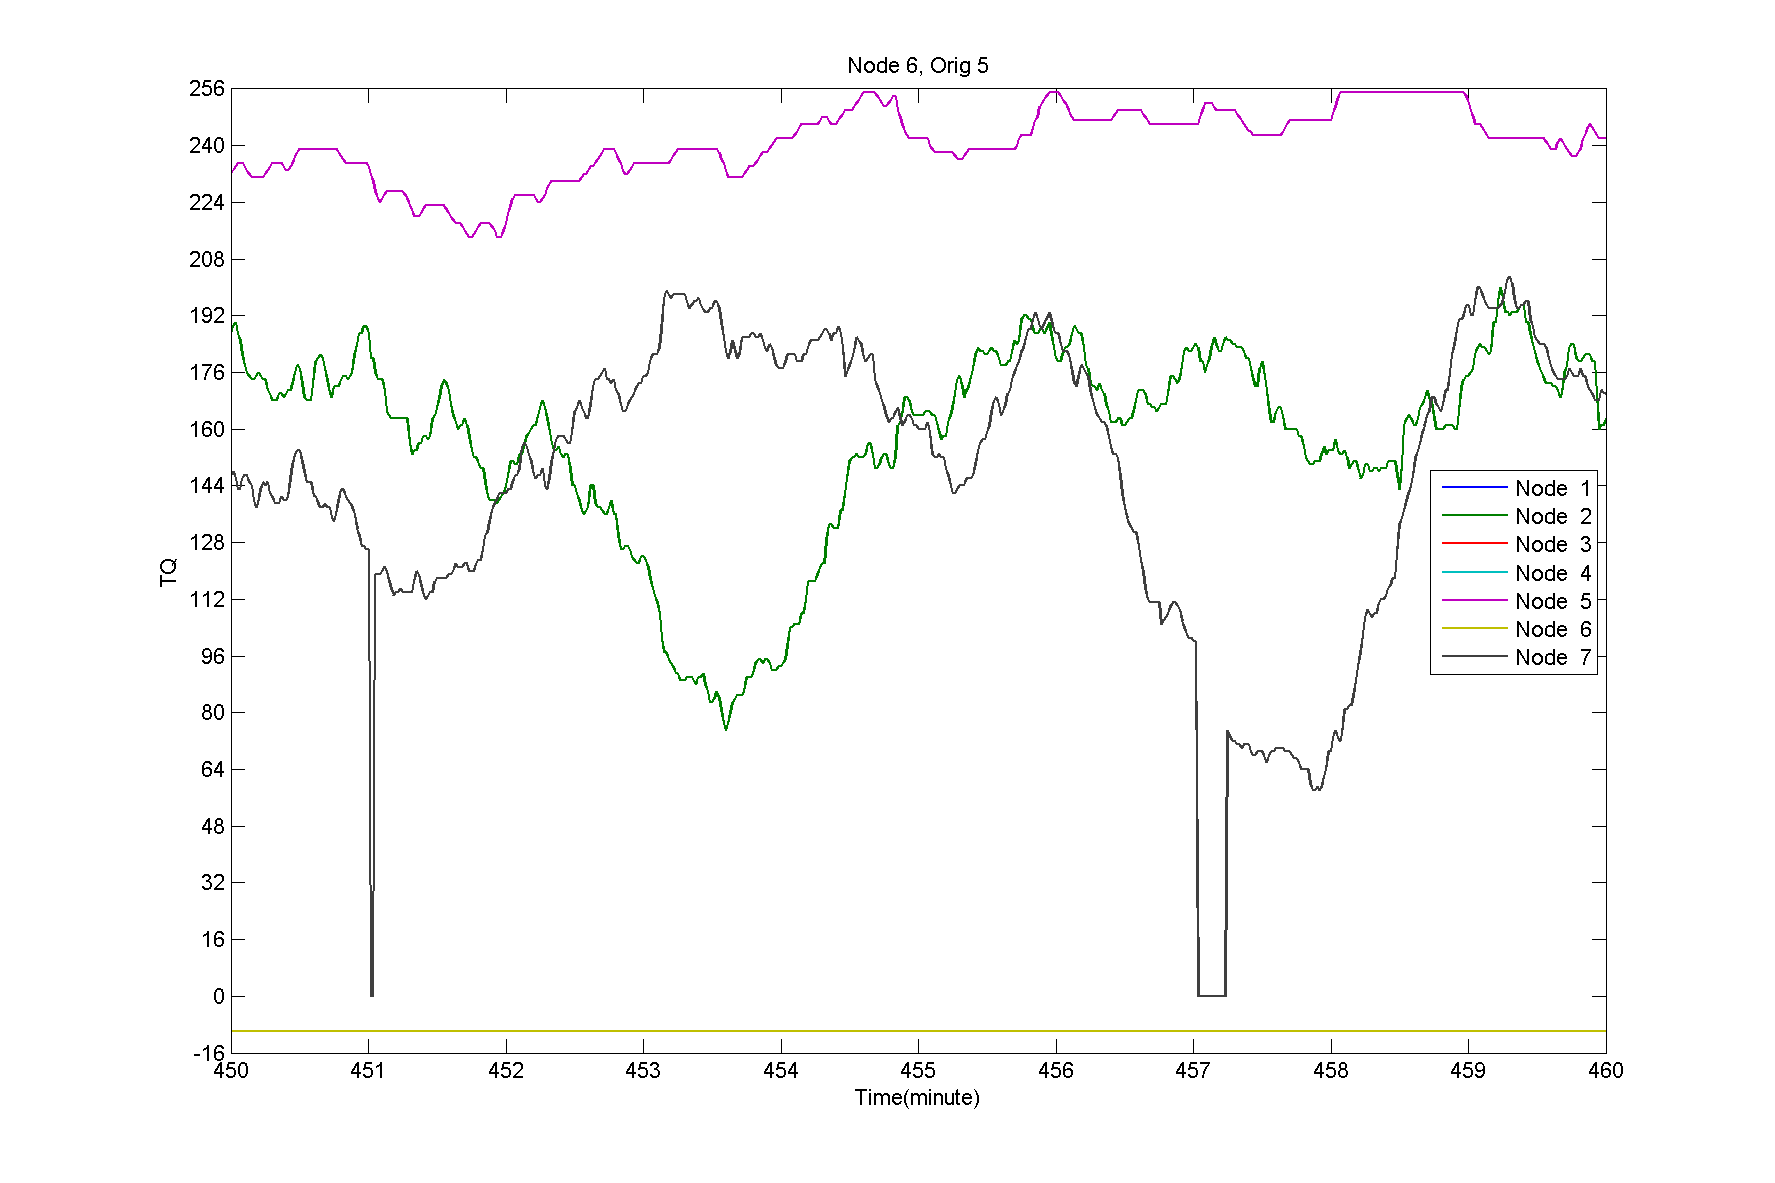 Node 6, Orig 5
256
240
224
208
192
176
160
144
128
112
96
80
64
48
32
16
0
-16
TQ
Node 1
Node 2
Node 3
Node 4
Node 5
Node 6
Node 7
450 451 452 453 454 455 456 457 458 459 460
Time(minute)